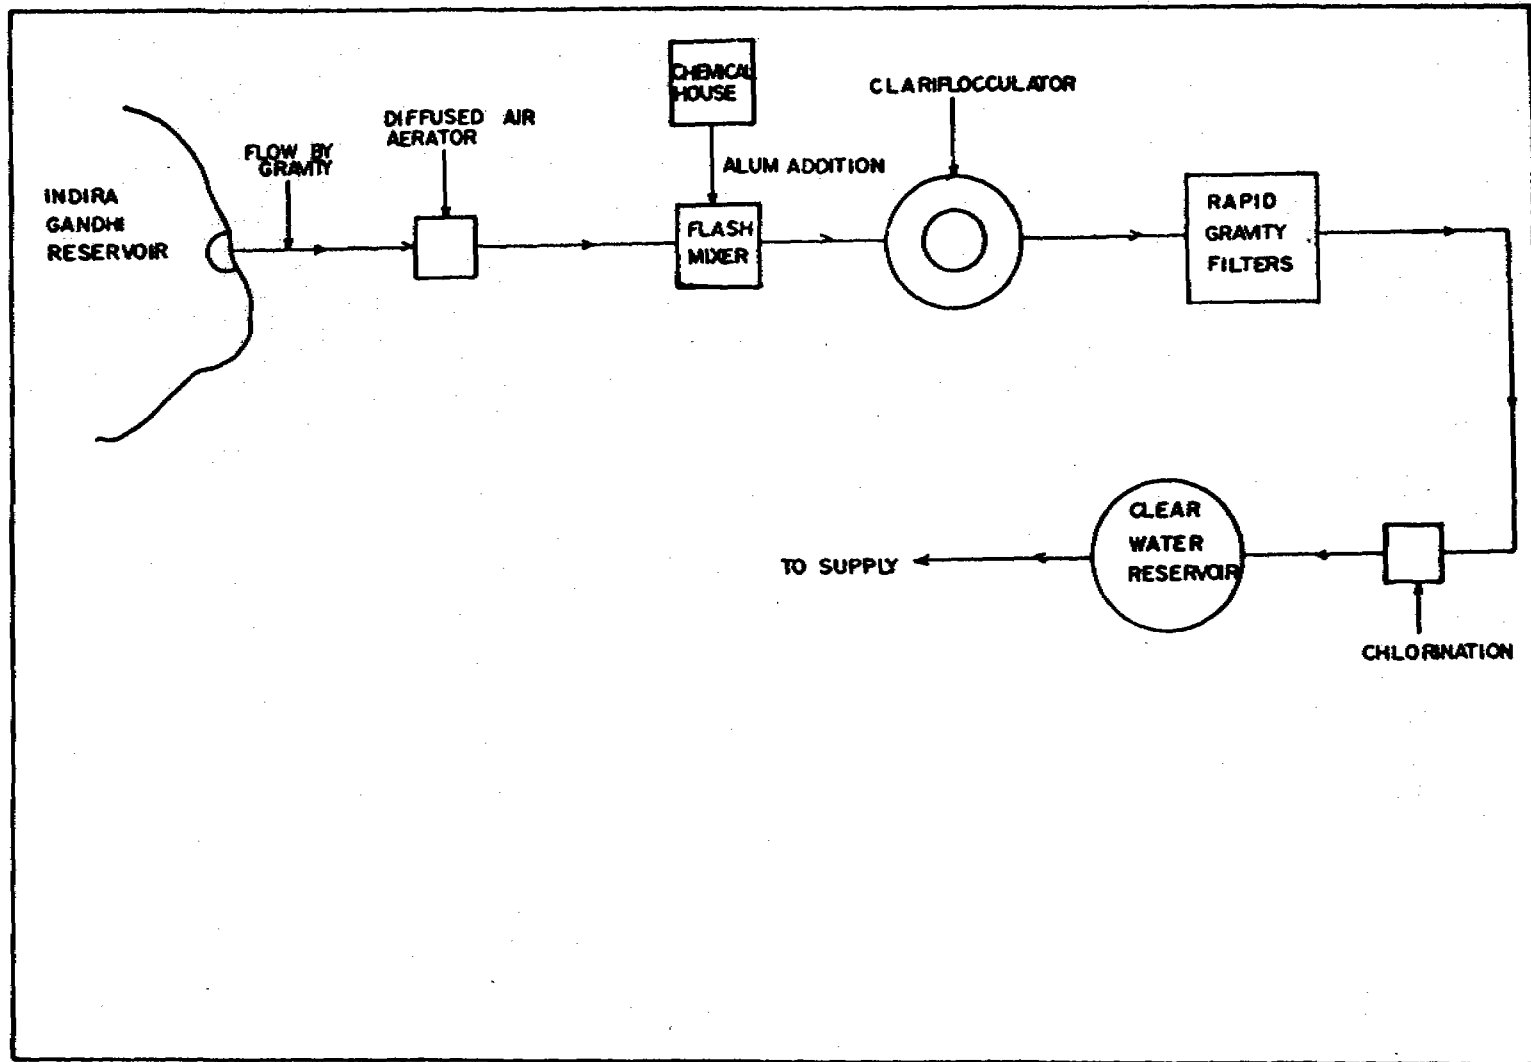 INDIRA
GANDHI
RESERVOIR
FLOW BY
GRAVITY
DIFFUSED AIR
AERATOR
CHEMICAL
HOUSE
ALUM ADDITION
FLASH
MIXER
CLARIFLOCCULATOR
RAPID
GRAVITY
FILTERS
CHLORINATION
CLEAR
WATER
RESERVOIR
TO SUPPLY